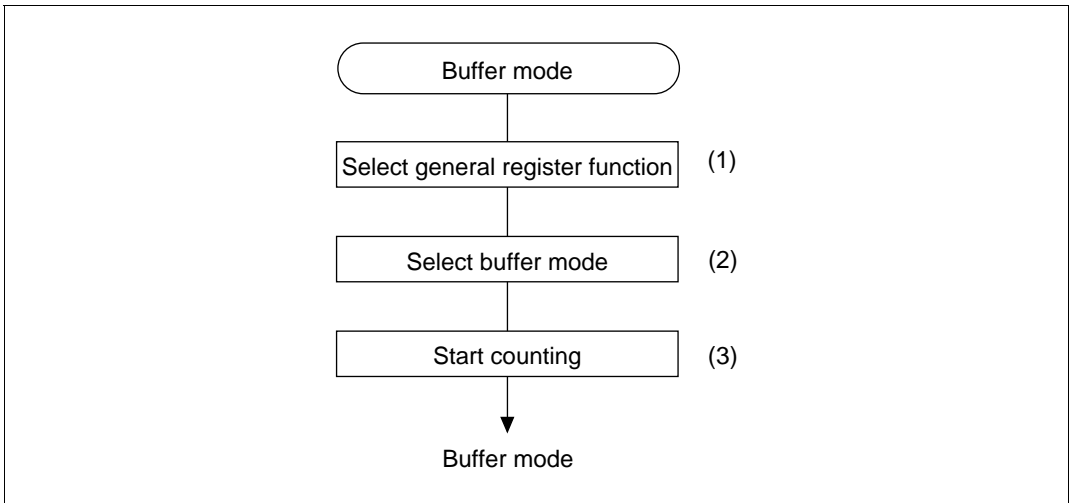 Buffer mode
Select general register function (1)
Select buffer mode (2)
Start counting (3)
Buffer mode